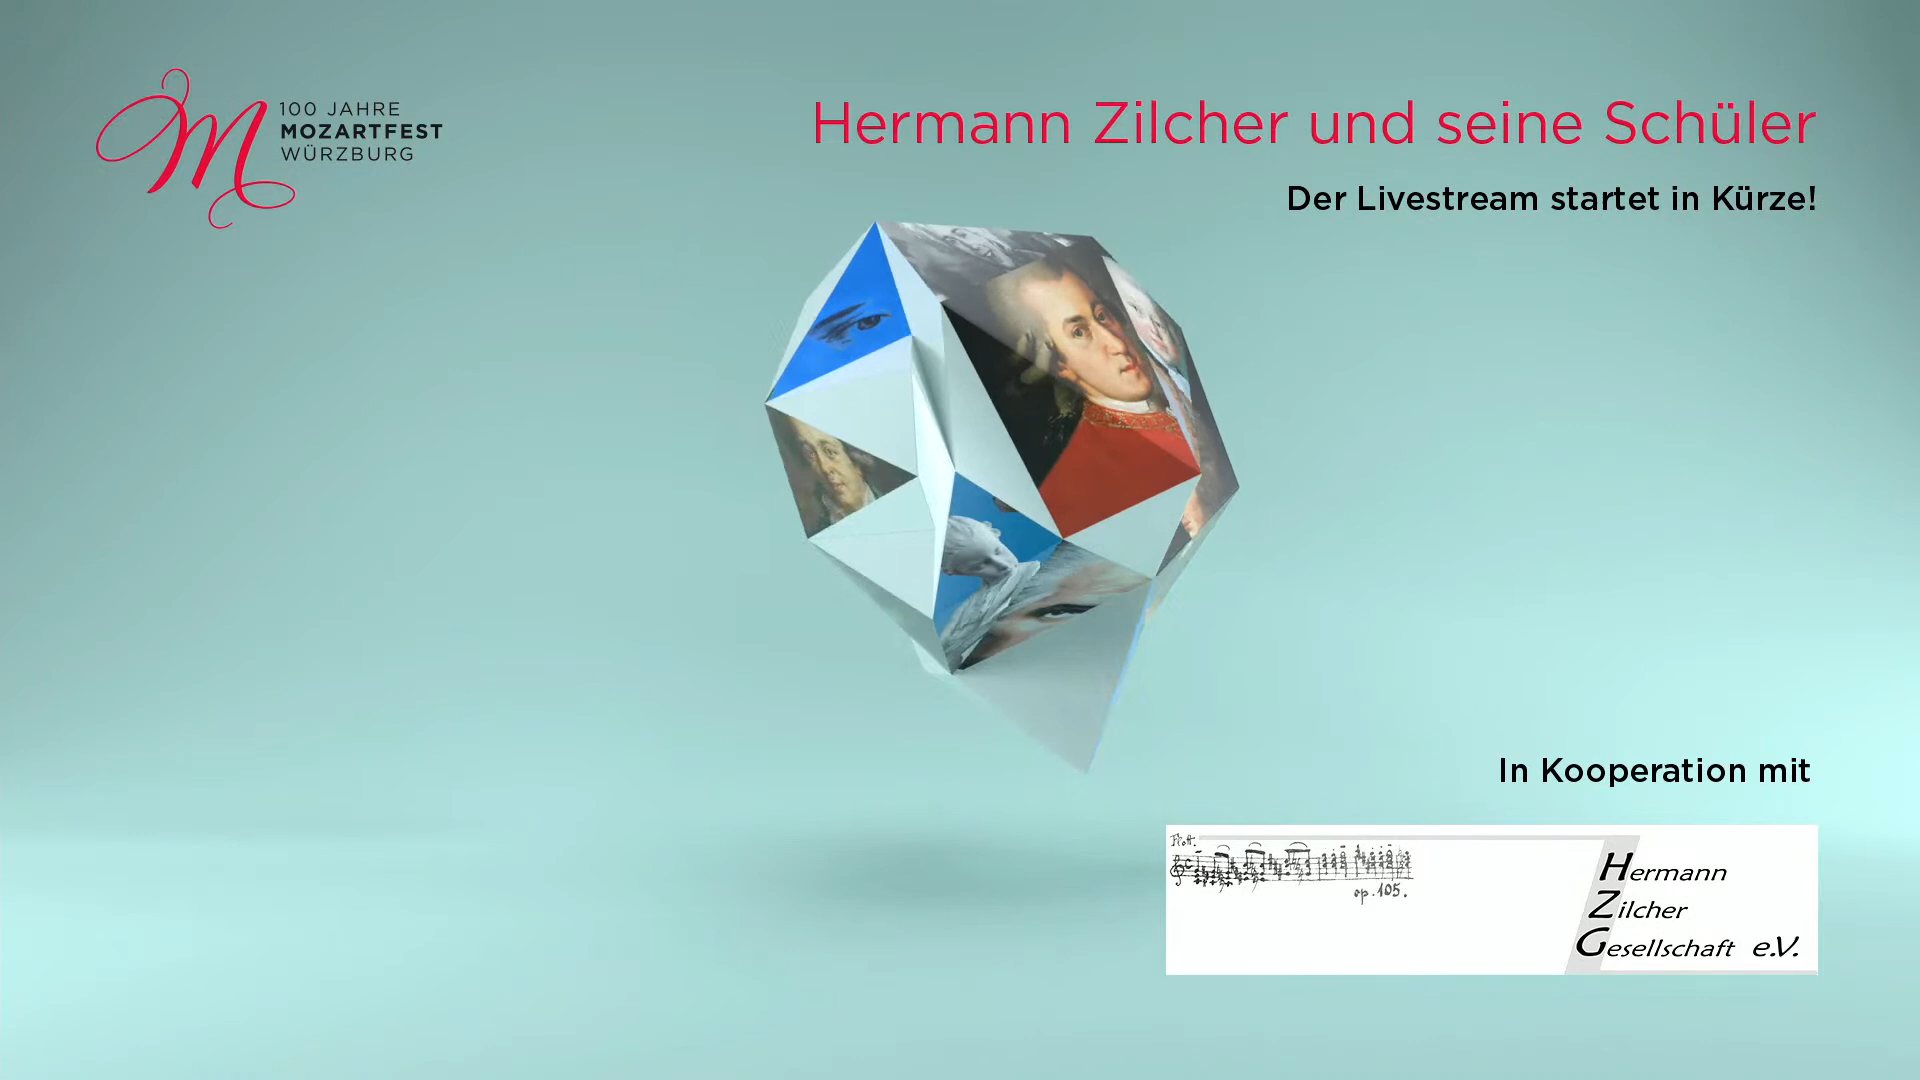 100 JAHRE
MOZARTFEST
WÜRZBURG
Hermann Zilcher und seine Schüler
Der Livestream startet in Kürze!
In Kooperation mit
Flott.
op. 105.
Hermann
Zilcher
Gesellschaft e.V.